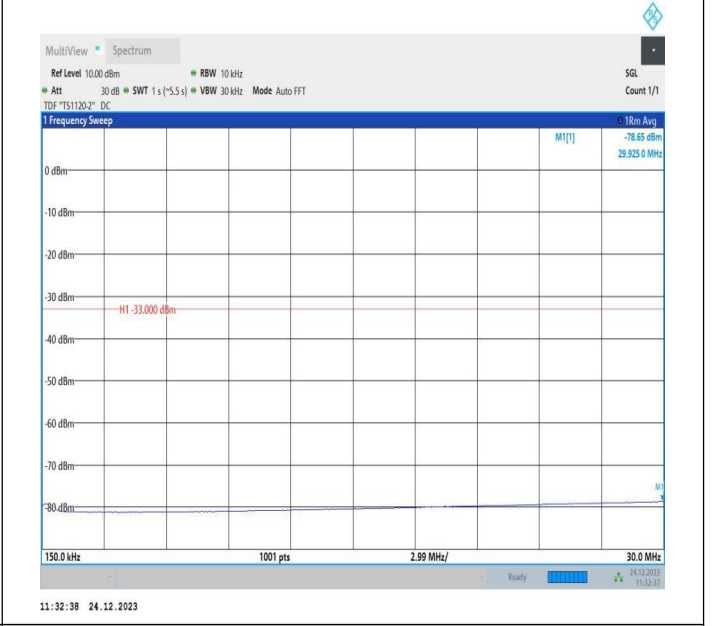 R S
MultiView Spectrum
Ref Level 10.00 dBm RBW 10 kHz SGL
Att 30 dB SWT 1 s (~5.5 s) VBW 30 kHz Mode Auto FFT Count 1/1
TDF "TS1120-2" DC
1 Frequency Sweep 1Rm Avg
M1[1] -78.65 dBm
29.925 0 MHz
0 dBm
-10 dBm
-20 dBm
-30 dBm
H1 -33.000 dBm
-40 dBm
-50 dBm
-60 dBm
-70 dBm
M1
-80 dBm
150.0 kHz 1001 pts 2.99 MHz/ 30.0 MHz
Ready 24.12.2023
11:32:37
11:32:38 24.12.2023